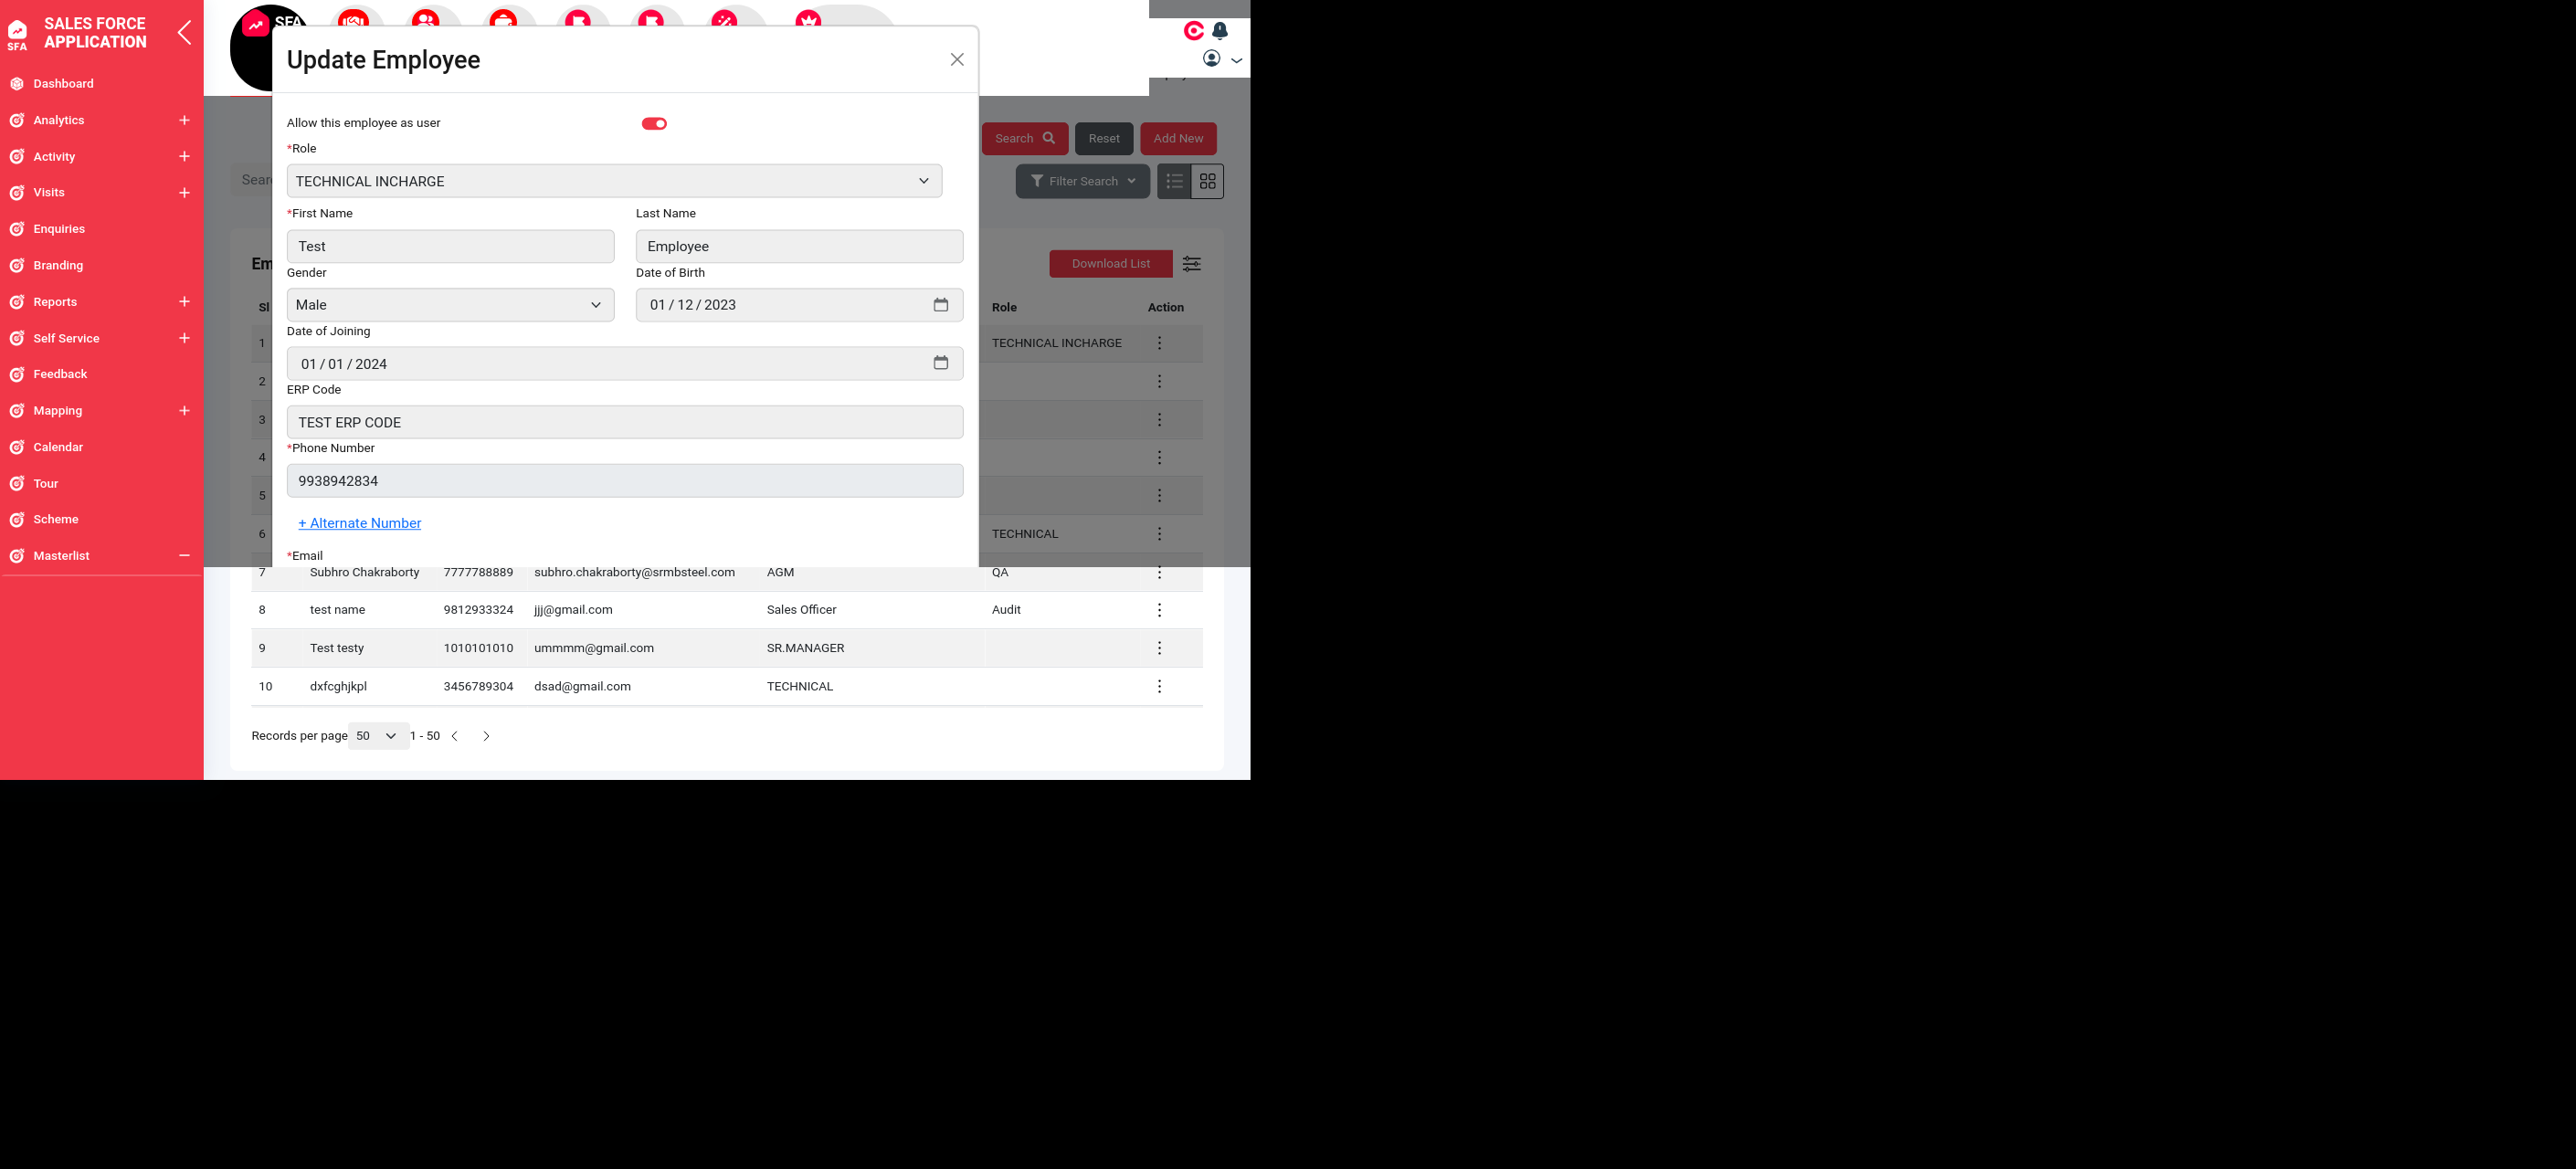 SALES FORCE
APPLICATION
SFA
Dashboard
Analytics
Activity
Visits
Enquiries
Branding
Reports
Self Service
Feedback
Mapping
Calendar
Tour
Scheme
Masterlist
SFA
Update Employee
Allow this employee as user
*Role
TECHNICAL INCHARGE
*First Name
Last Name
Test
Employee
Gender
Date of Birth
Male
01 / 12 / 2023
Date of Joining
01 / 01 / 2024
ERP Code
TEST ERP CODE
*Phone Number
9938942834
+ Alternate Number
*Email
Search
Reset
Add New
Sear
Filter Search
Em
Download List
Sl
Role
Action
1
TECHNICAL INCHARGE
2
3
4
5
6
TECHNICAL
7 Subhro Chakraborty 7777788889 subhro.chakraborty@srmbsteel.com AGM QA
8 test name 9812933324 jjj@gmail.com Sales Officer Audit
9 Test testy 1010101010 ummmm@gmail.com SR.MANAGER
10 dxfcghjkpl 3456789304 dsad@gmail.com TECHNICAL
Records per page 50 1 - 50